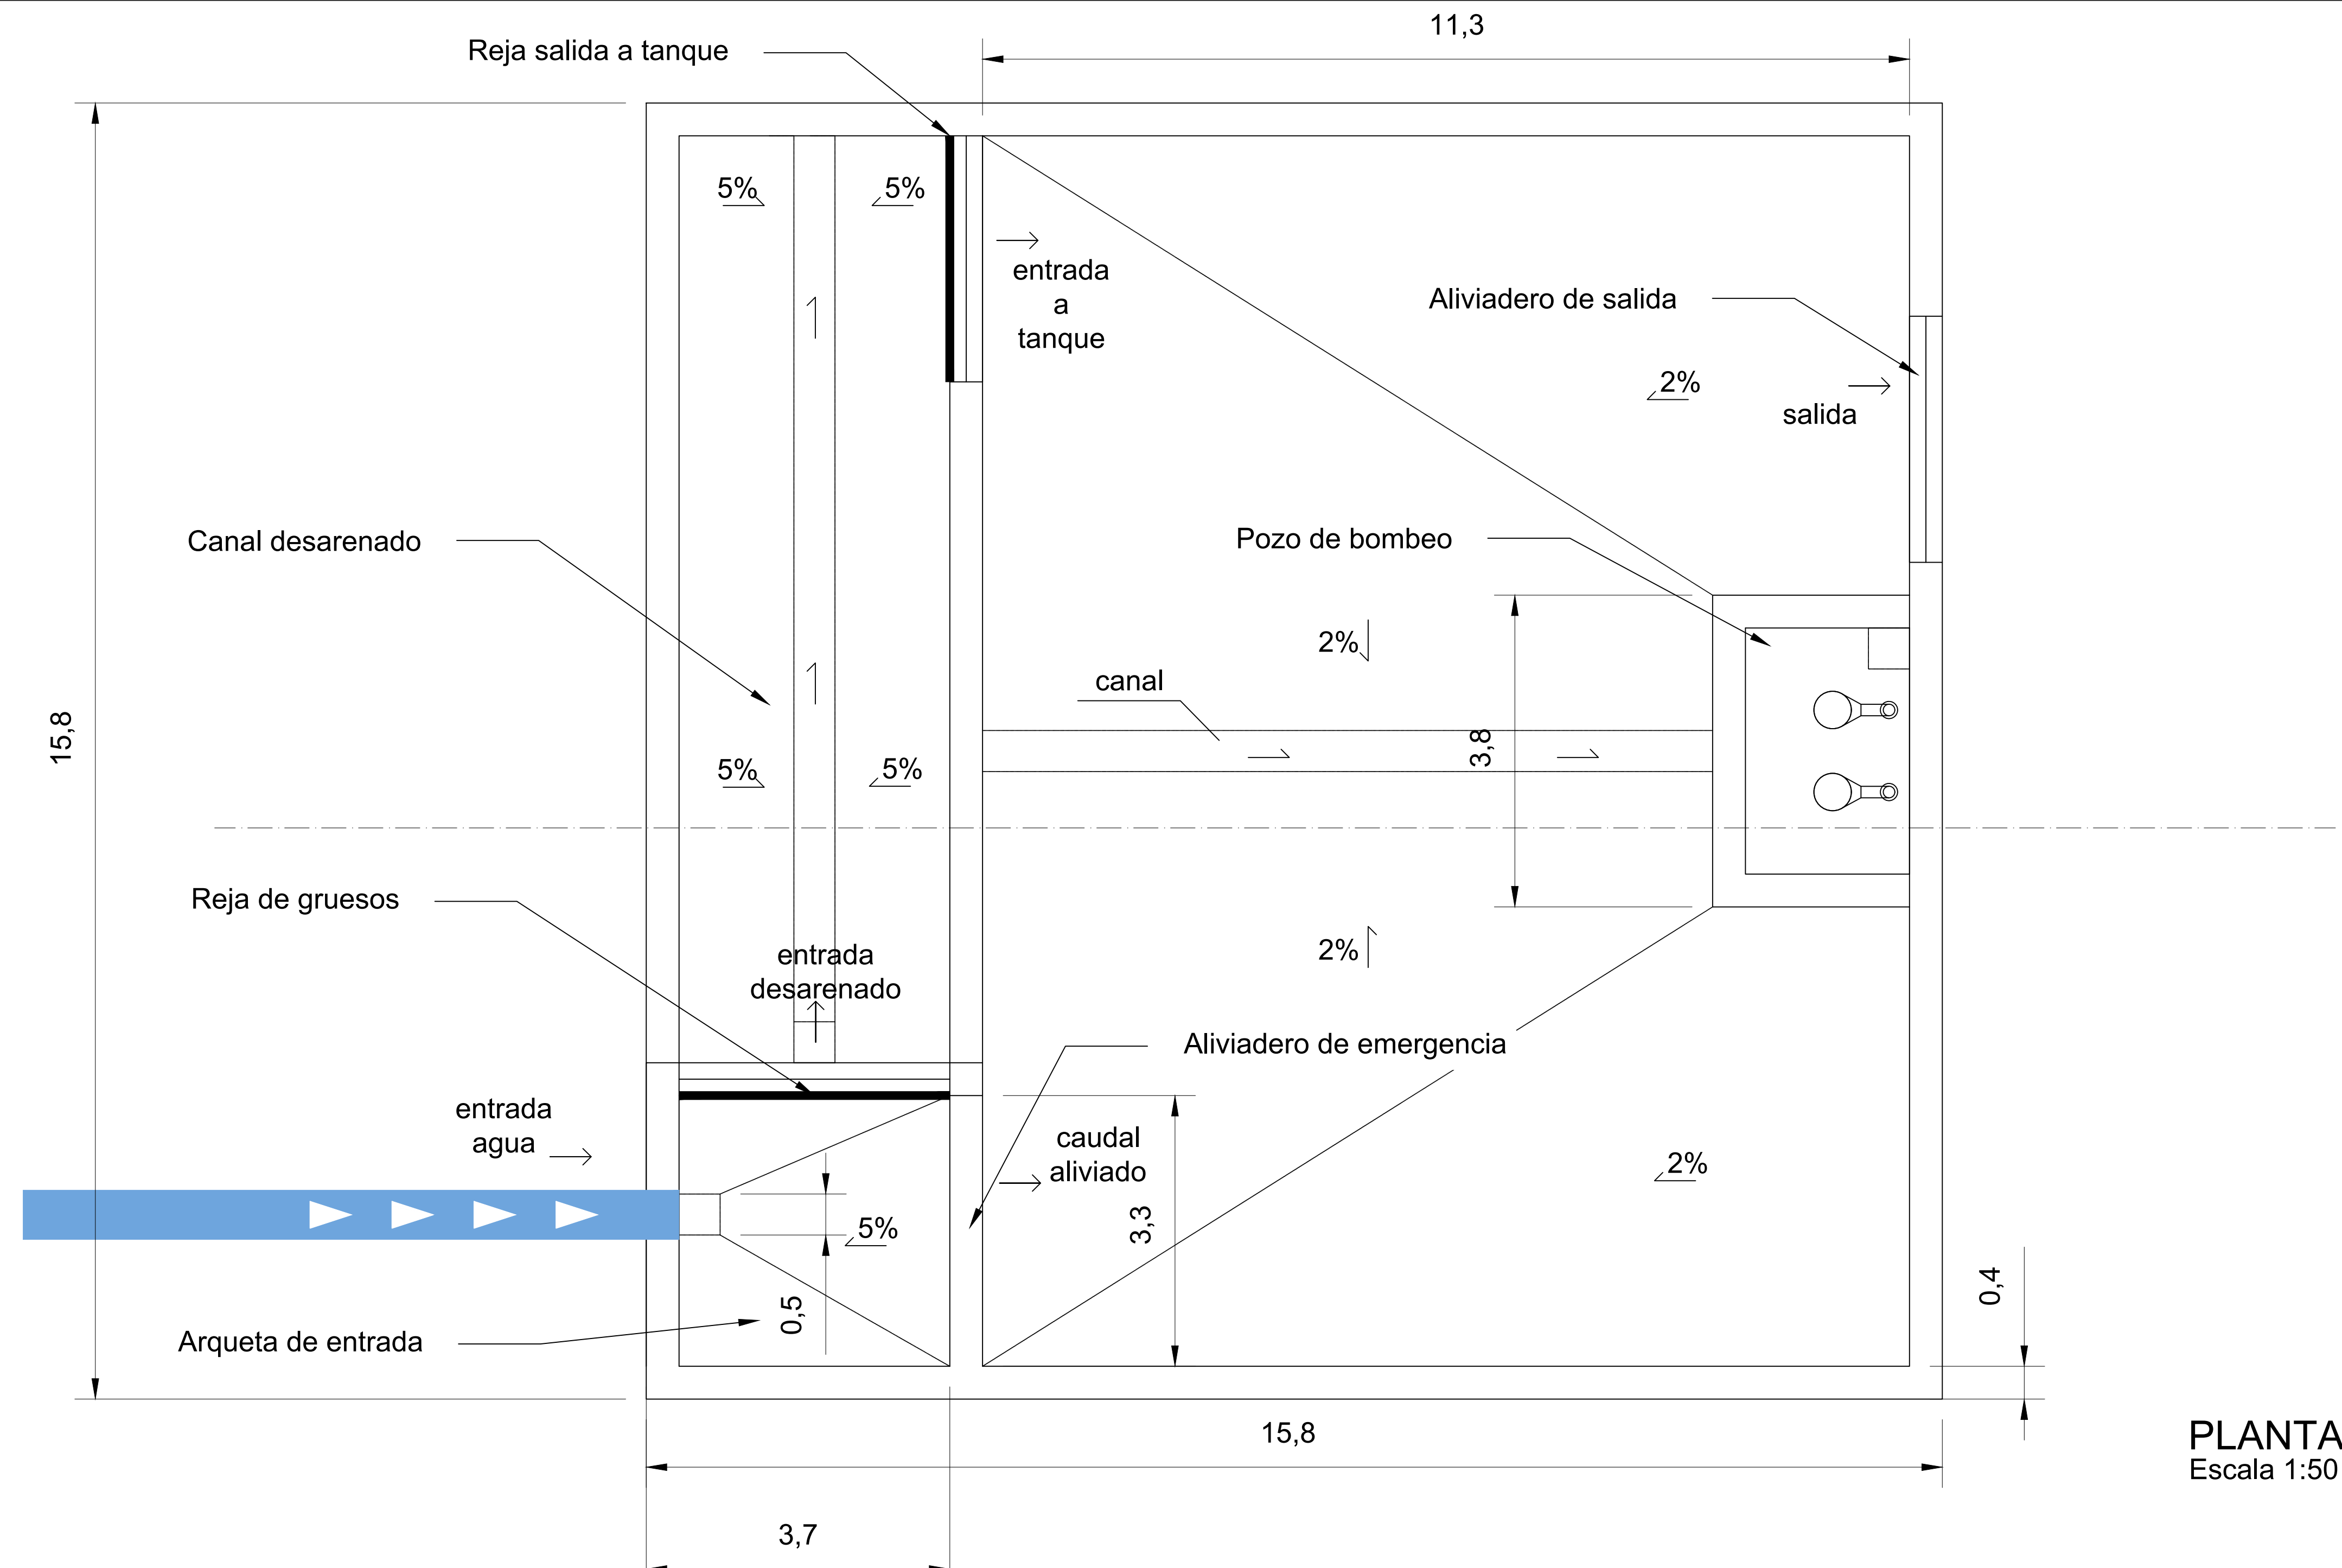 11,3
Reja salida a tanque
5%
5%
entrada
a
tanque
Aliviadero de salida
2%
salida
Canal desarenado
Pozo de bombeo
2%
canal
15,8
3,8
5%
5%
Reja de gruesos
entrada
desarenado
2%
Aliviadero de emergencia
entrada
agua
caudal
aliviado
2%
3,3
5%
0,5
0,4
Arqueta de entrada
15,8
PLANTA
Escala 1:50
3,7